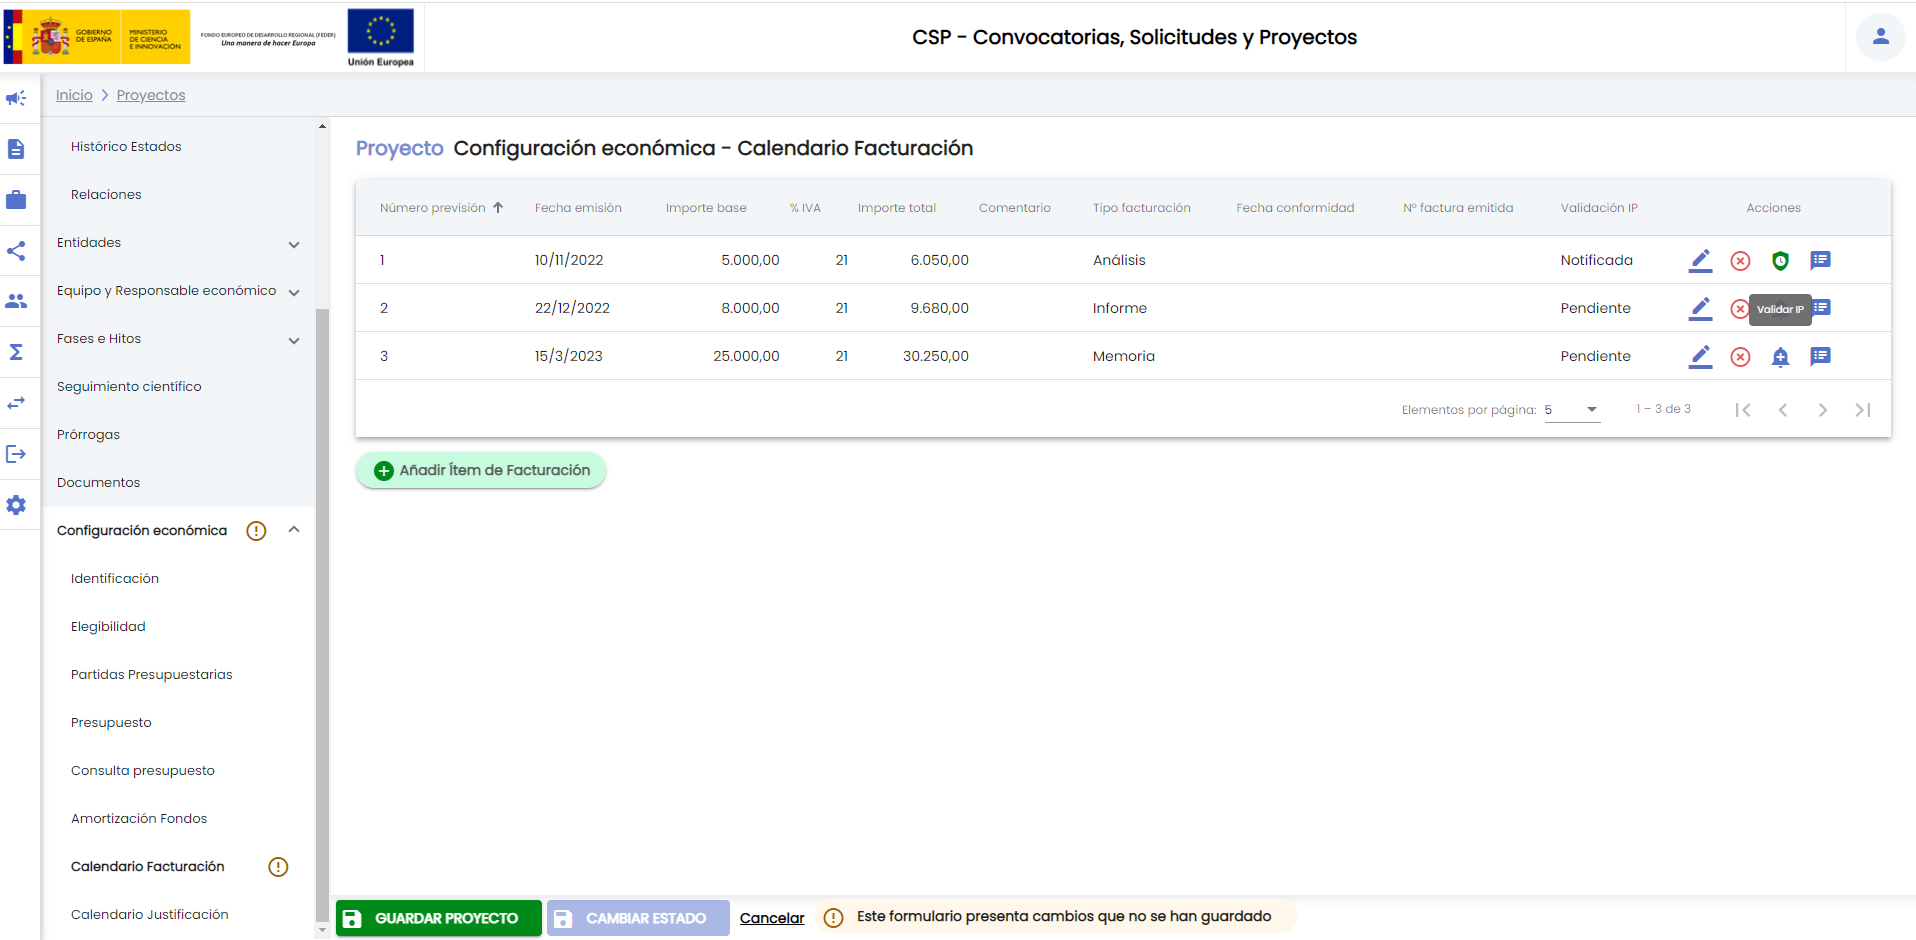 GOBIERNO
DE ESPAÑA
MINISTERIO
DE CIENCIA
E INNOVACIÓN
FONDO EUROPEO DE DESARROLLO REGIONAL (FEDER)
Una manera de hacer Europa
Unión Europea
CSP - Convocatorias, Solicitudes y Proyectos
Inicio > Proyectos
Histórico Estados
Relaciones
Entidades
Equipo y Responsable económico
Fases e Hitos
Seguimiento científico
Prórrogas
Documentos
Configuración económica
Identificación
Elegibilidad
Partidas Presupuestarias
Presupuesto
Consulta presupuesto
Amortización Fondos
Calendario Facturación
Calendario Justificación
Proyecto Configuración económica - Calendario Facturación
Número previsión Fecha emisión Importe base % IVA Importe total Comentario Tipo facturación Fecha conformidad Nº factura emitida Validación IP Acciones
1 10/11/2022 5.000,00 21 6.050,00 Análisis Notificada
2 22/12/2022 8.000,00 21 9.680,00 Informe Pendiente
Validar IP
3 15/3/2023 25.000,00 21 30.250,00 Memoria Pendiente
Elementos por página: 5 1 – 3 de 3
Añadir Ítem de Facturación
GUARDAR PROYECTO CAMBIAR ESTADO Cancelar Este formulario presenta cambios que no se han guardado